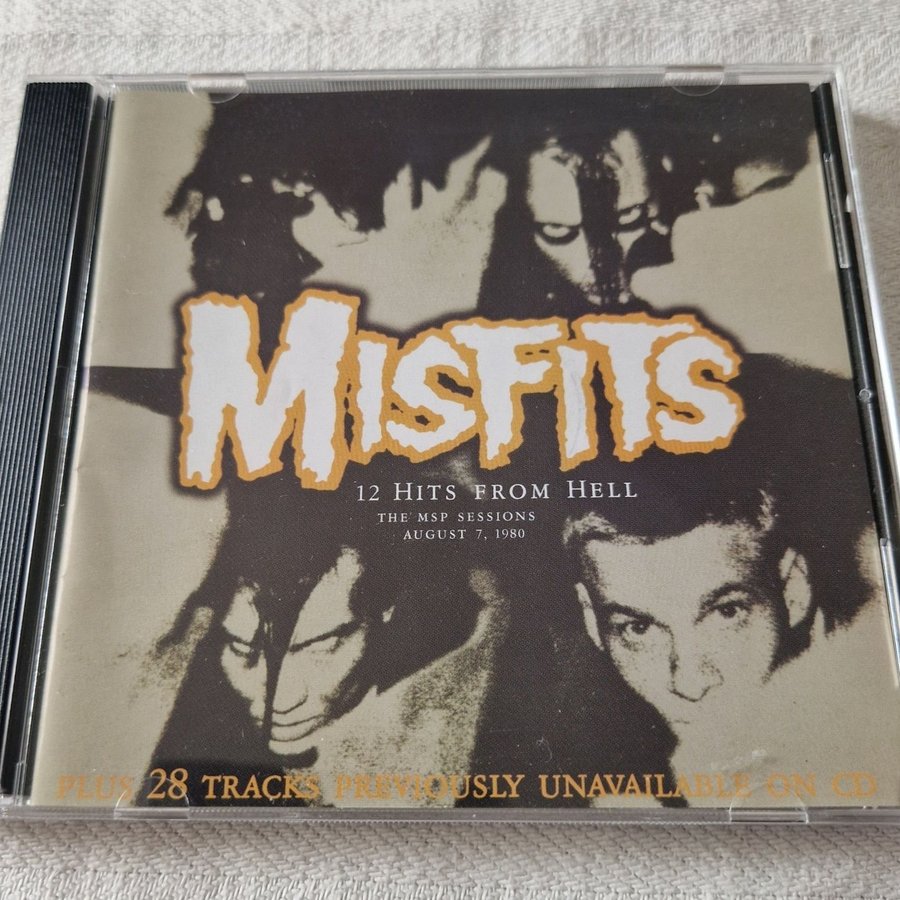 MISFITS
12 HITS FROM HELL
THE MSP SESSIONS
AUGUST 7, 1980
PLUS 28 TRACKS PREVIOUSLY UNAVAILABLE ON CD